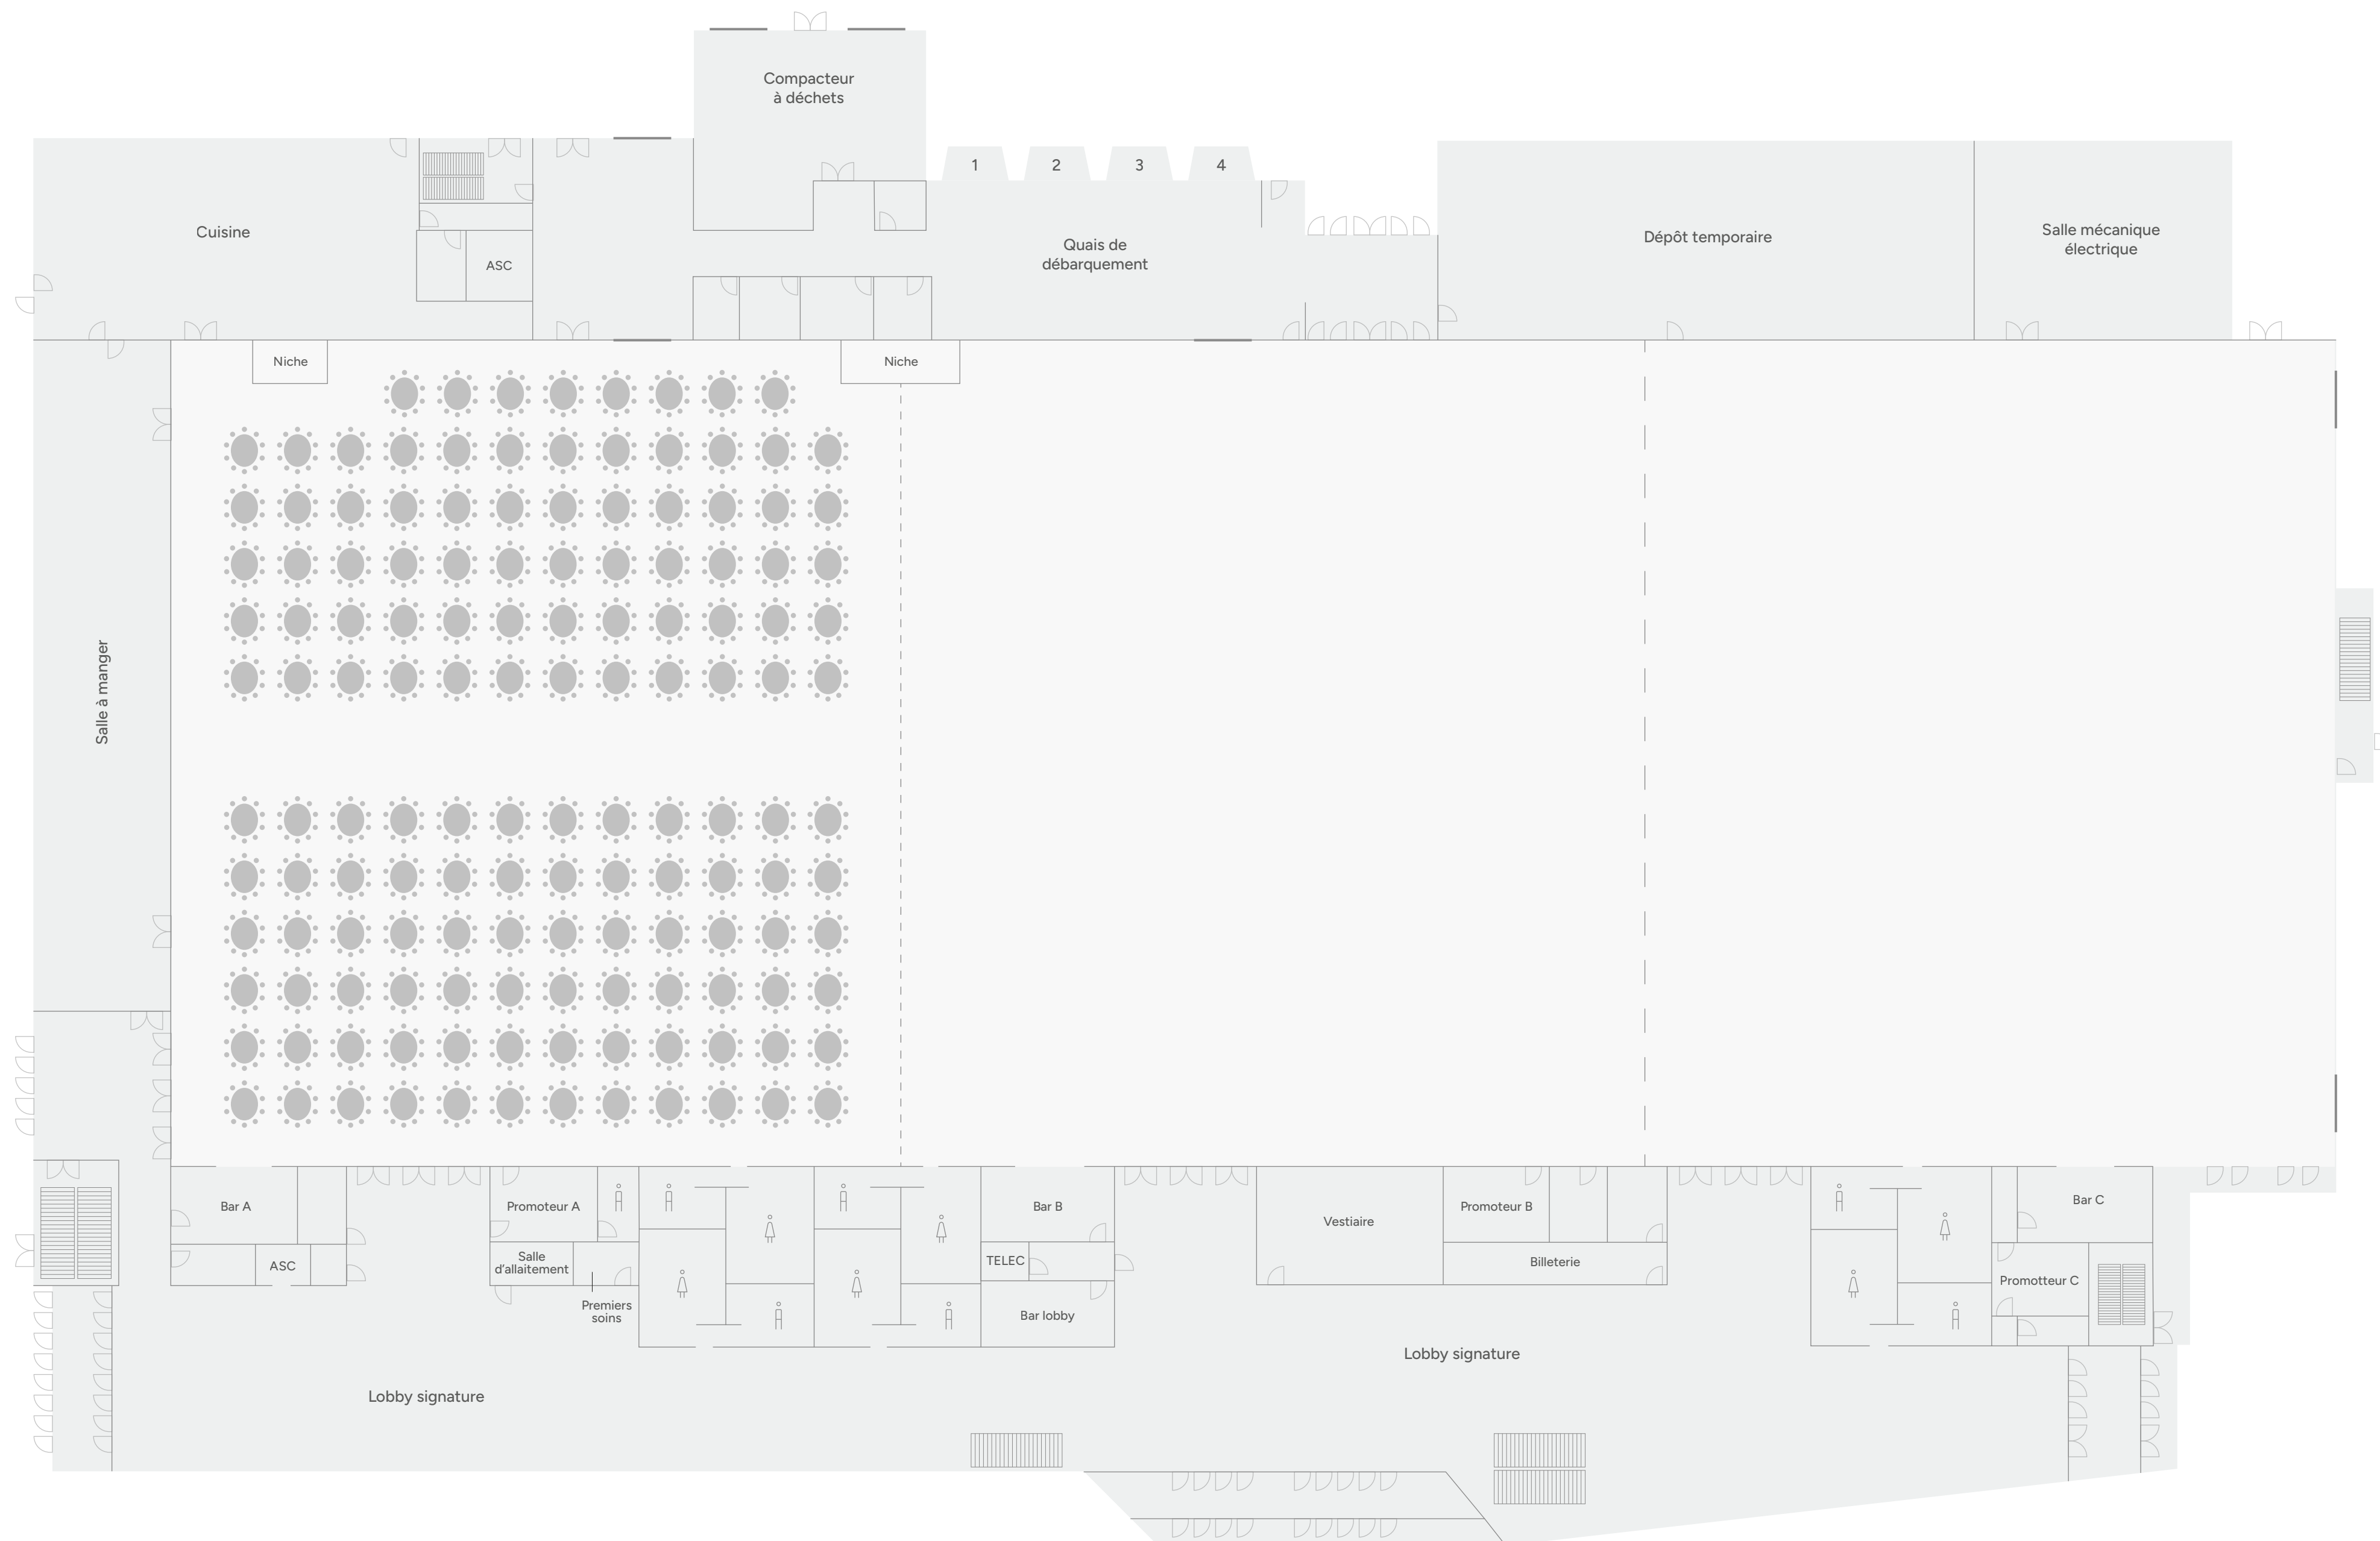 Compacteur
à déchets
1
2
3
4
Cuisine
ASC
Quais de
débarquement
Dépôt temporaire
Salle mécanique
électrique
Niche
Niche
Salle à manger
Bar A
ASC
Promoteur A
Salle
d'allaitement
Premiers
soins
Bar B
TELEC
Bar lobby
Vestiaire
Promoteur B
Billeterie
Bar C
Promotteur C
Lobby signature
Lobby signature